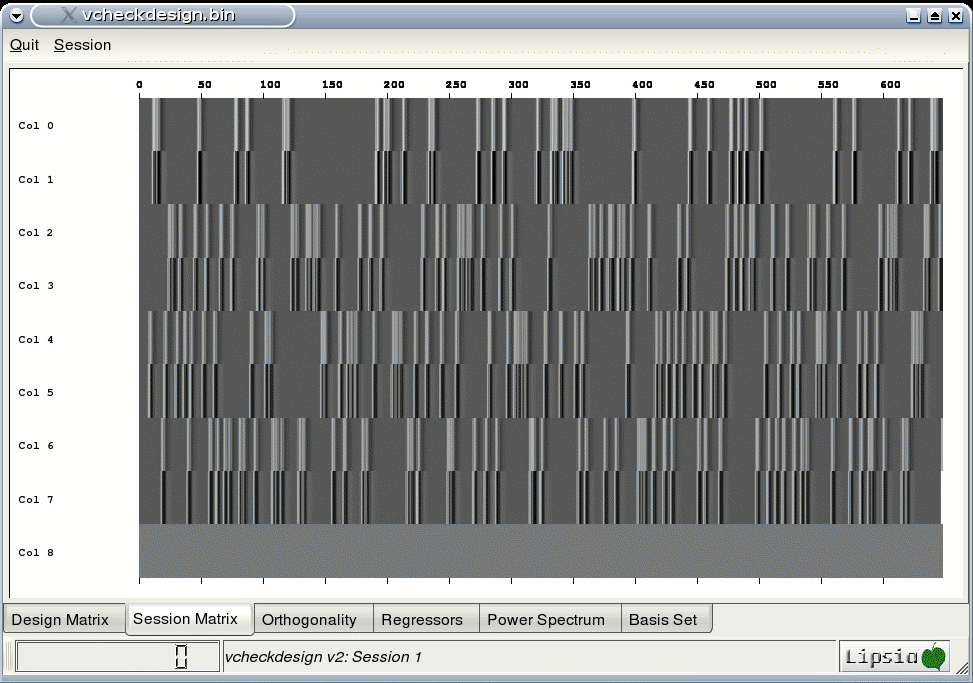 vcheckdesign.bin
Quit Session
0 50 100 150 200 250 300 350 400 450 500 550 600
Col 0
Col 1
Col 2
Col 3
Col 4
Col 5
Col 6
Col 7
Col 8
Design Matrix Session Matrix Orthogonality Regressors Power Spectrum Basis Set
0 vcheckdesign v2: Session 1 Lipsia